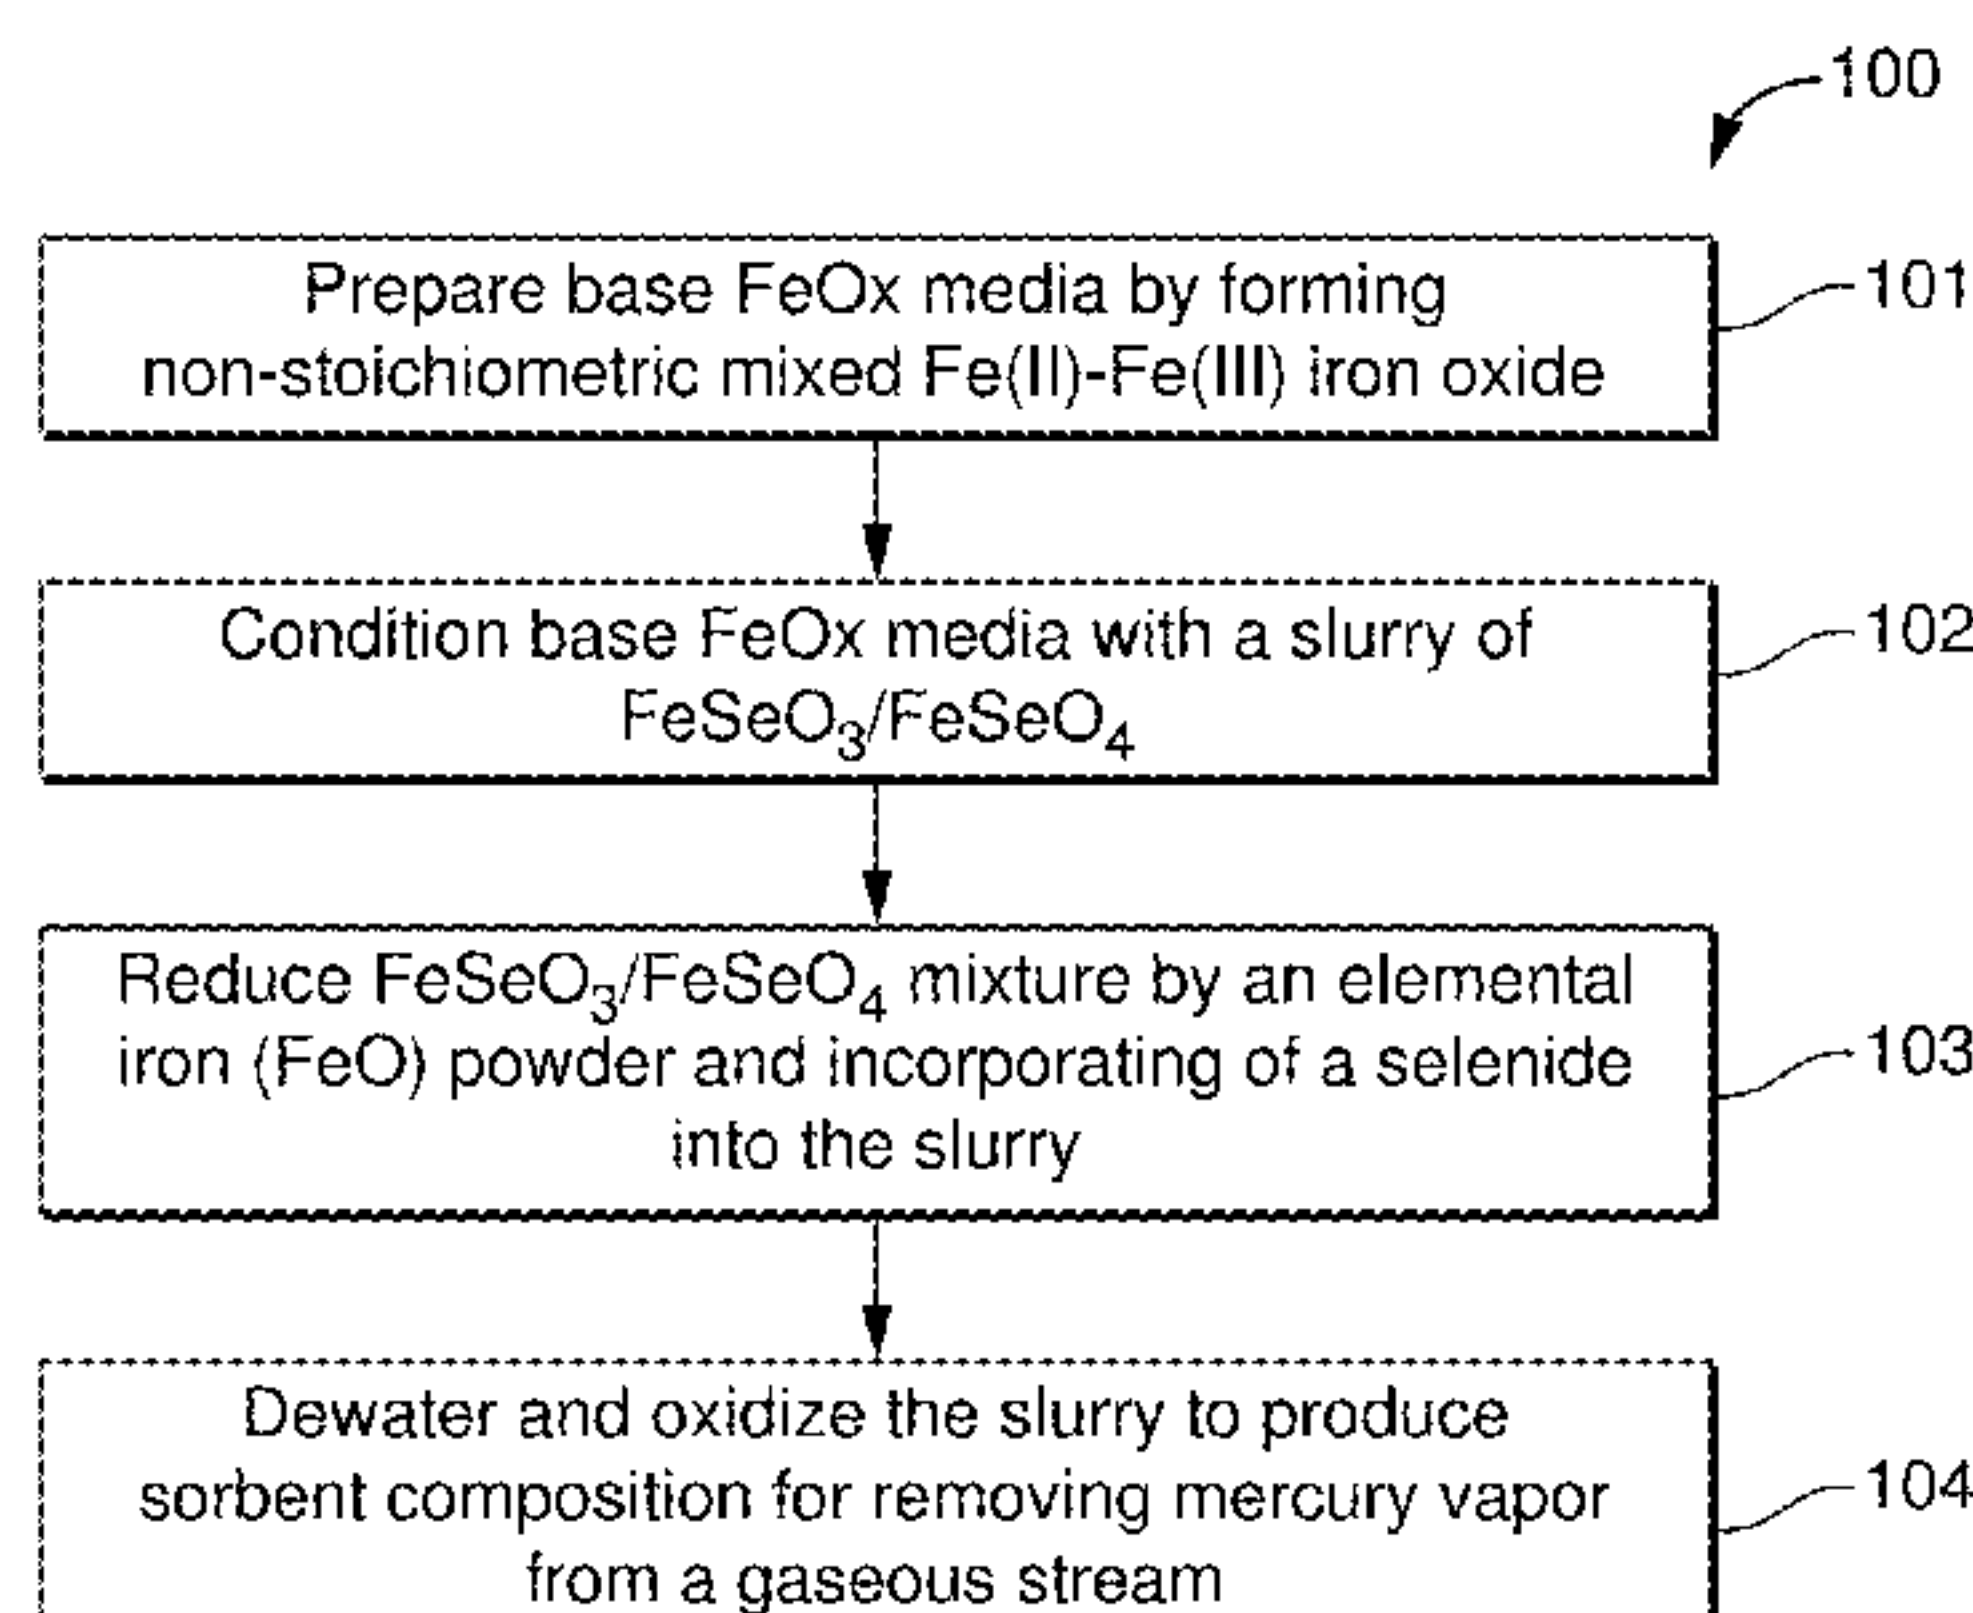 100
Prepare base FeOx media by forming
non-stoichiometric mixed Fe(II)-Fe(III) iron oxide
101
Condition base FeOx media with a slurry of
FeSeO₃/FeSeO₄
102
Reduce FeSeO₃/FeSeO₄ mixture by an elemental
iron (FeO) powder and incorporating of a selenide
into the slurry
103
Dewater and oxidize the slurry to produce
sorbent composition for removing mercury vapor
from a gaseous stream
104